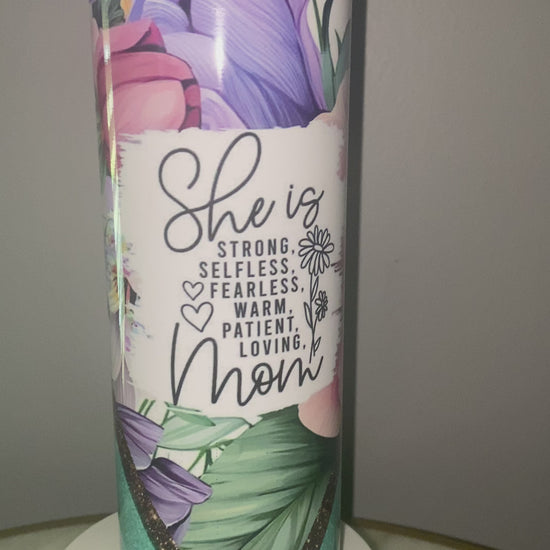 She is
STRONG,
SELFLESS,
FEARLESS,
WARM,
PATIENT,
LOVING,
Mom